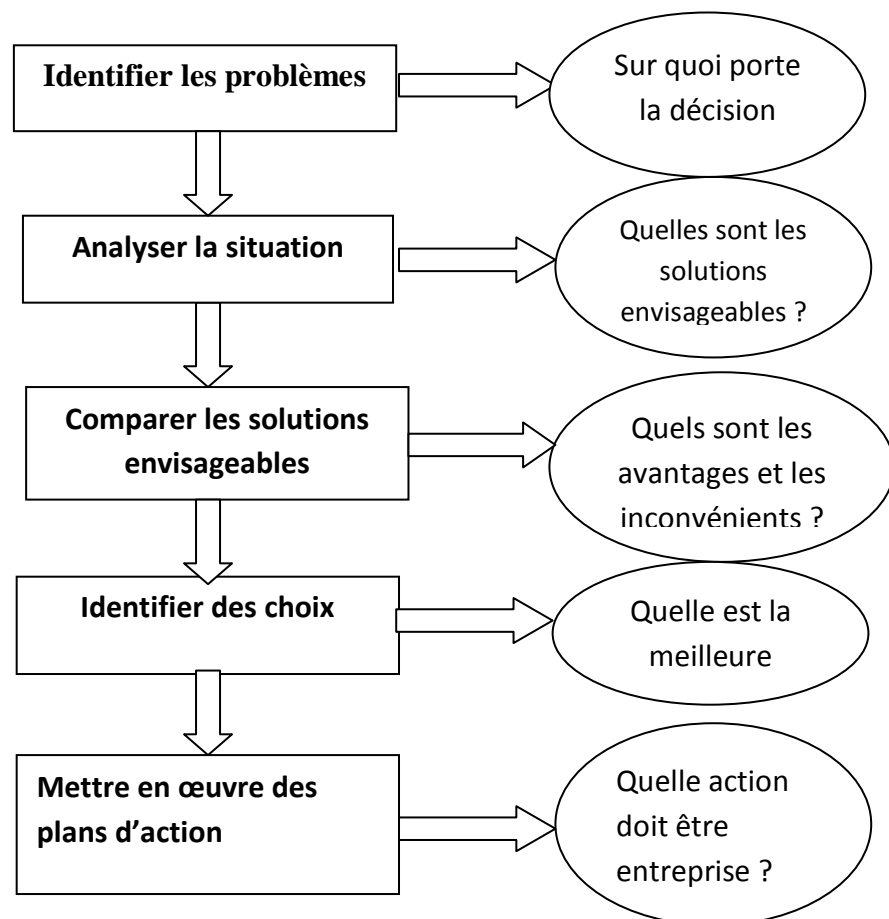 Identifier les problèmes
Sur quoi porte
la décision
Analyser la situation
Quelles sont les
solutions
envisageables ?
Comparer les solutions
envisageables
Quels sont les
avantages et les
inconvénients ?
Identifier des choix
Quelle est la
meilleure
Mettre en œuvre des
plans d’action
Quelle action
doit être
entreprise ?